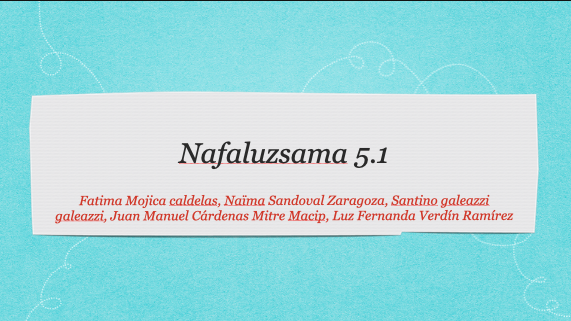 Nafaluzsama 5.1
Fatima Mojica caldelas, Naïma Sandoval Zaragoza, Santino galeazzi
galeazzi, Juan Manuel Cárdenas Mitre Macip, Luz Fernanda Verdín Ramírez